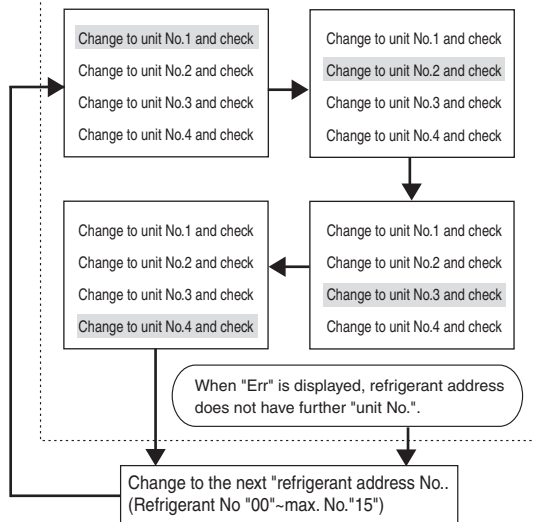 Change to unit No.1 and check
Change to unit No.2 and check
Change to unit No.3 and check
Change to unit No.4 and check
Change to unit No.1 and check
Change to unit No.2 and check
Change to unit No.3 and check
Change to unit No.4 and check
Change to unit No.1 and check
Change to unit No.2 and check
Change to unit No.3 and check
Change to unit No.4 and check
Change to unit No.1 and check
Change to unit No.2 and check
Change to unit No.3 and check
Change to unit No.4 and check
When "Err" is displayed, refrigerant address
does not have further "unit No.".
Change to the next "refrigerant address No..
(Refrigerant No "00"~max. No."15")